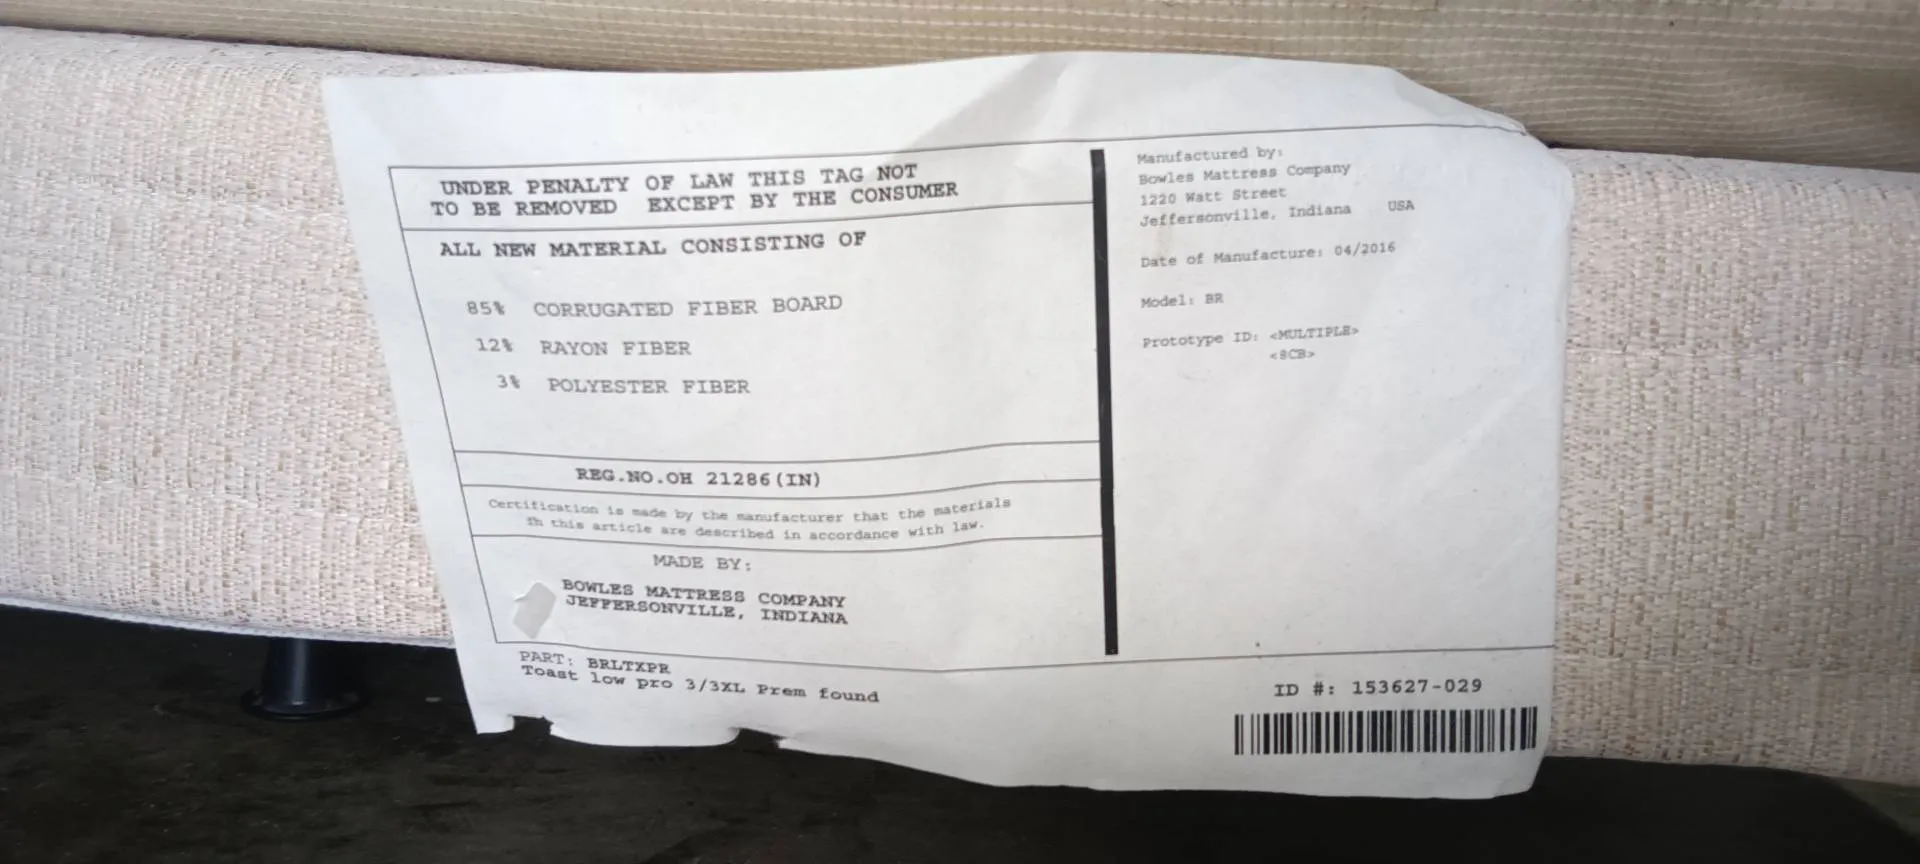 UNDER PENALTY OF LAW THIS TAG NOT
TO BE REMOVED EXCEPT BY THE CONSUMER
ALL NEW MATERIAL CONSISTING OF
85% CORRUGATED FIBER BOARD
12% RAYON FIBER
3% POLYESTER FIBER
REG.NO.OH 21286(IN)
Certification is made by the manufacturer that the materials
in this article are described in accordance with law.
MADE BY:
BOWLES MATTRESS COMPANY
JEFFERSONVILLE, INDIANA
PART: BRLTXPR
Toast low pro 3/3XL Prem found
Manufactured by:
Bowles Mattress Company
1220 Watt Street
Jeffersonville, Indiana USA
Date of Manufacture: 04/2016
Model: BR
Prototype ID: <MULTIPLE>
<8CB>
ID #: 153627-029